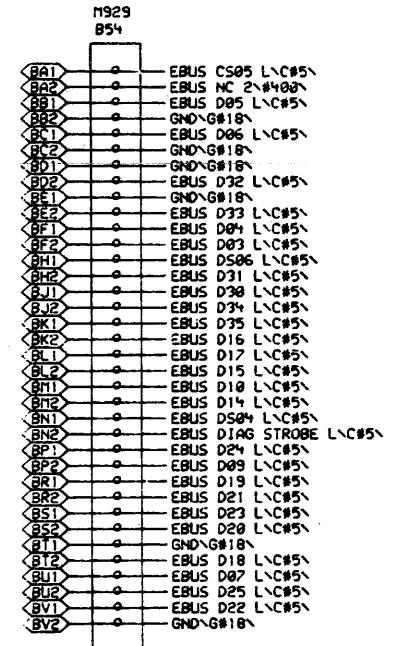 M929
B54
BA1 EBUS CS05 L\C#5\
BA2 EBUS NC 2\#400\
BB1 EBUS D05 L\C#5\
BB2 GND\G#18\
BC1 EBUS D06 L\C#5\
BC2 GND\G#18\
BD1 GND\G#18\
BD2 EBUS D32 L\C#5\
BE1 GND\G#18\
BE2 EBUS D33 L\C#5\
BF1 EBUS D04 L\C#5\
BF2 EBUS D03 L\C#5\
BH1 EBUS DS06 L\C#5\
BH2 EBUS D31 L\C#5\
BJ1 EBUS D30 L\C#5\
BJ2 EBUS D34 L\C#5\
BK1 EBUS D35 L\C#5\
BK2 EBUS D16 L\C#5\
BL1 EBUS D17 L\C#5\
BL2 EBUS D15 L\C#5\
BM1 EBUS D10 L\C#5\
BM2 EBUS D14 L\C#5\
BN1 EBUS DS04 L\C#5\
BN2 EBUS DIAG STROBE L\C#5\
BP1 EBUS D24 L\C#5\
BP2 EBUS D09 L\C#5\
BR1 EBUS D19 L\C#5\
BR2 EBUS D21 L\C#5\
BS1 EBUS D23 L\C#5\
BS2 EBUS D20 L\C#5\
BT1 GND\G#18\
BT2 EBUS D18 L\C#5\
BU1 EBUS D07 L\C#5\
BU2 EBUS D25 L\C#5\
BV1 EBUS D22 L\C#5\
BV2 GND\G#18\